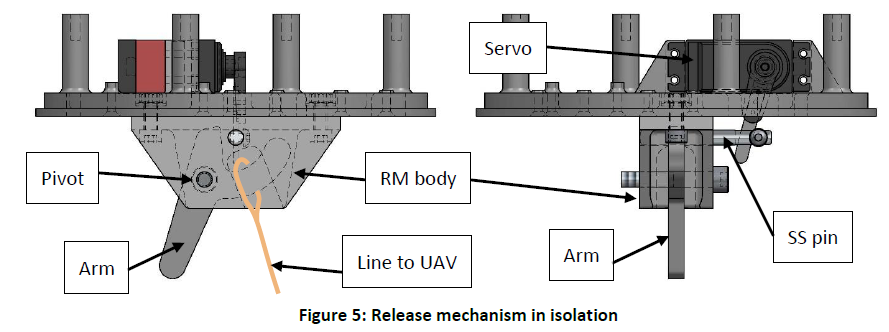 Servo
Pivot
RM body
Arm
Line to UAV
Arm
SS pin
Figure 5: Release mechanism in isolation